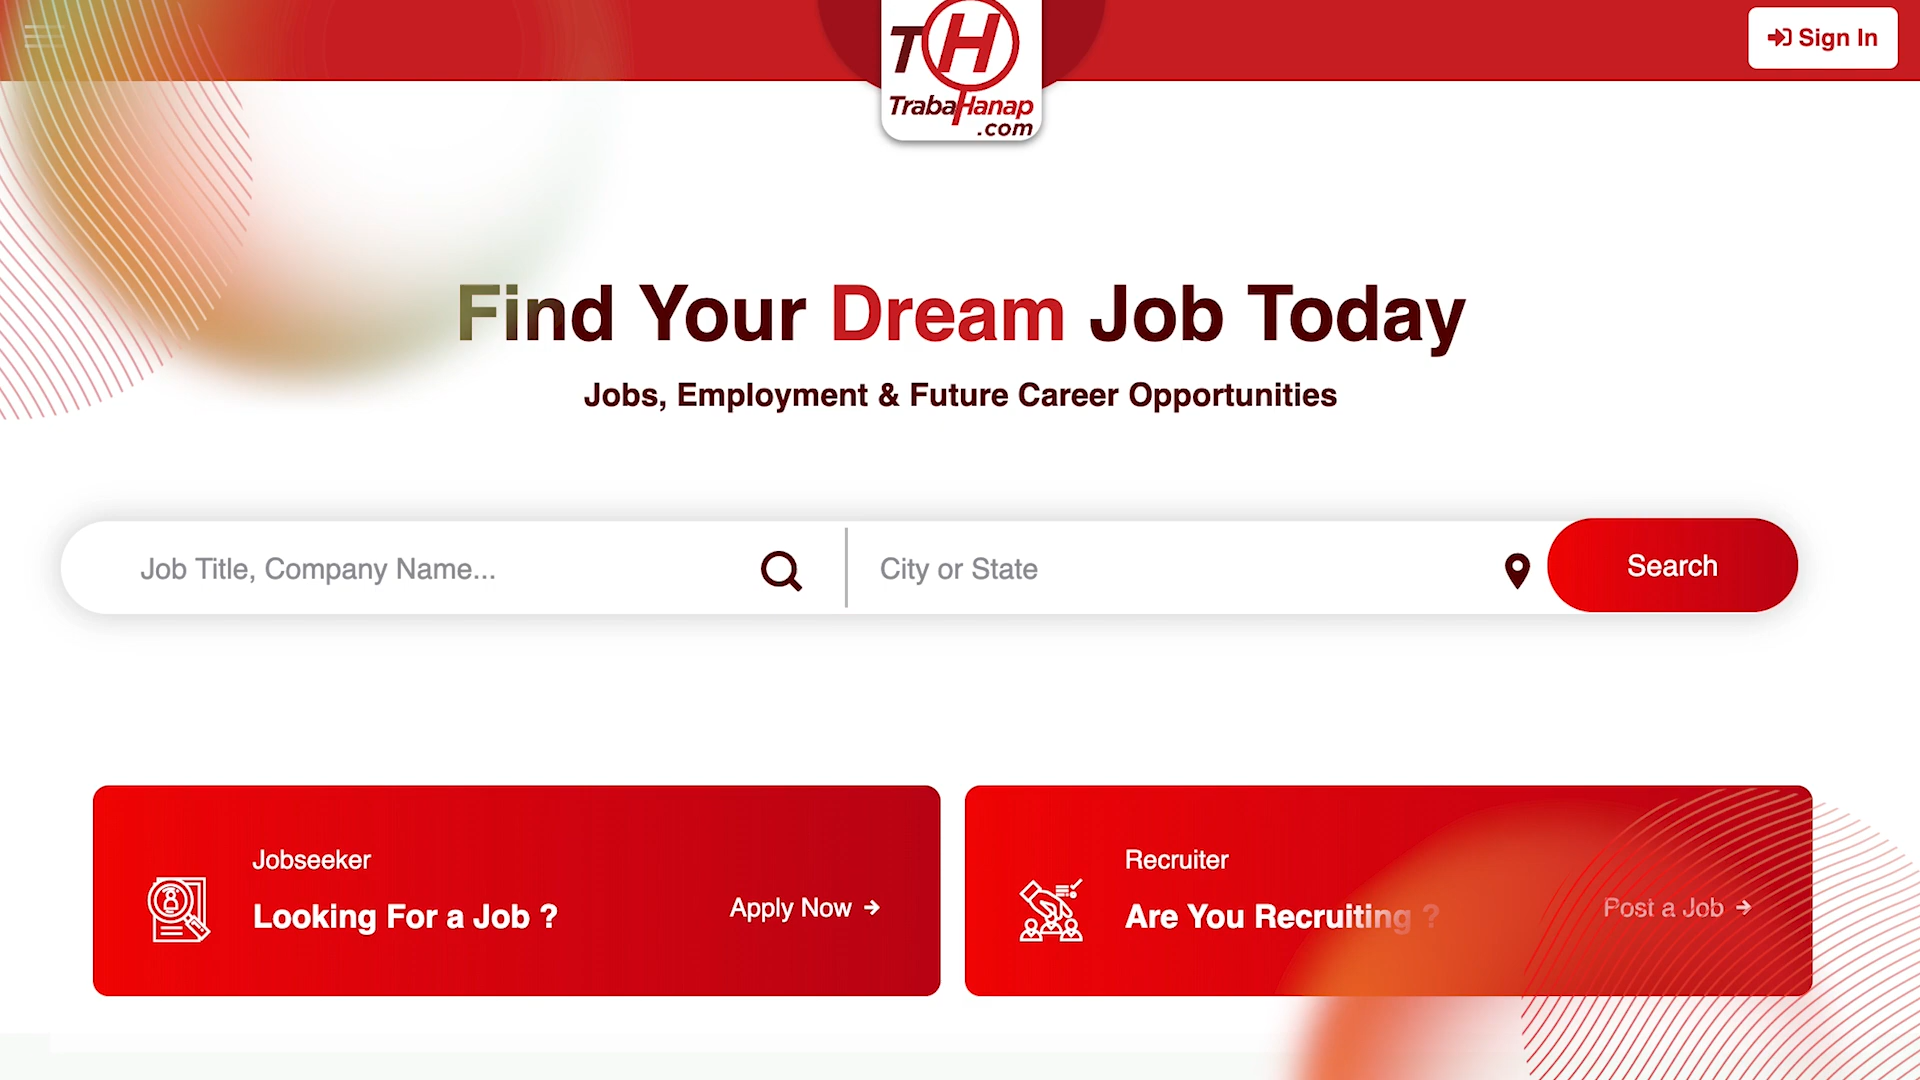 TH
TrabaHanap
.com
Sign In
Find Your Dream Job Today
Jobs, Employment & Future Career Opportunities
Job Title, Company Name...
City or State
Search
Jobseeker
Looking For a Job ?
Apply Now
Recruiter
Are You Recruiting ?
Post a Job